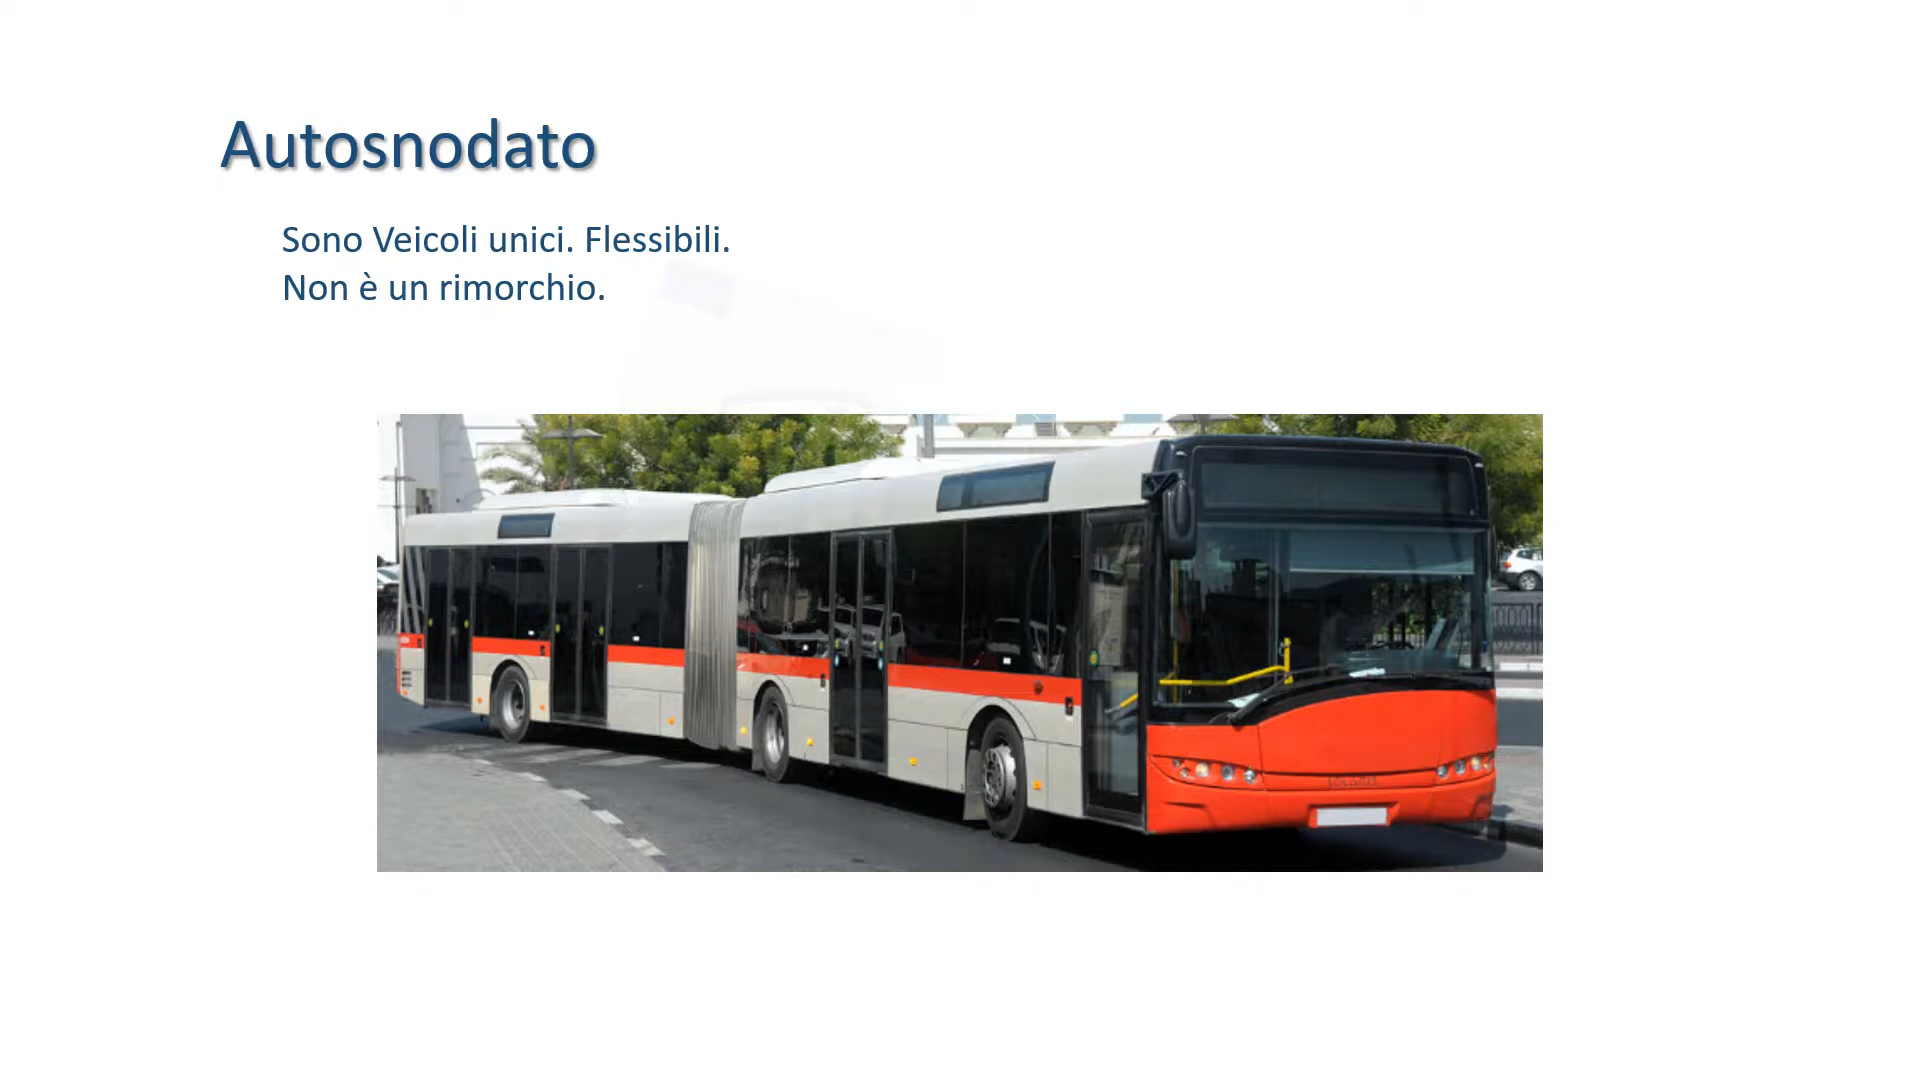 Autosnodato
Sono Veicoli unici. Flessibili.
Non è un rimorchio.